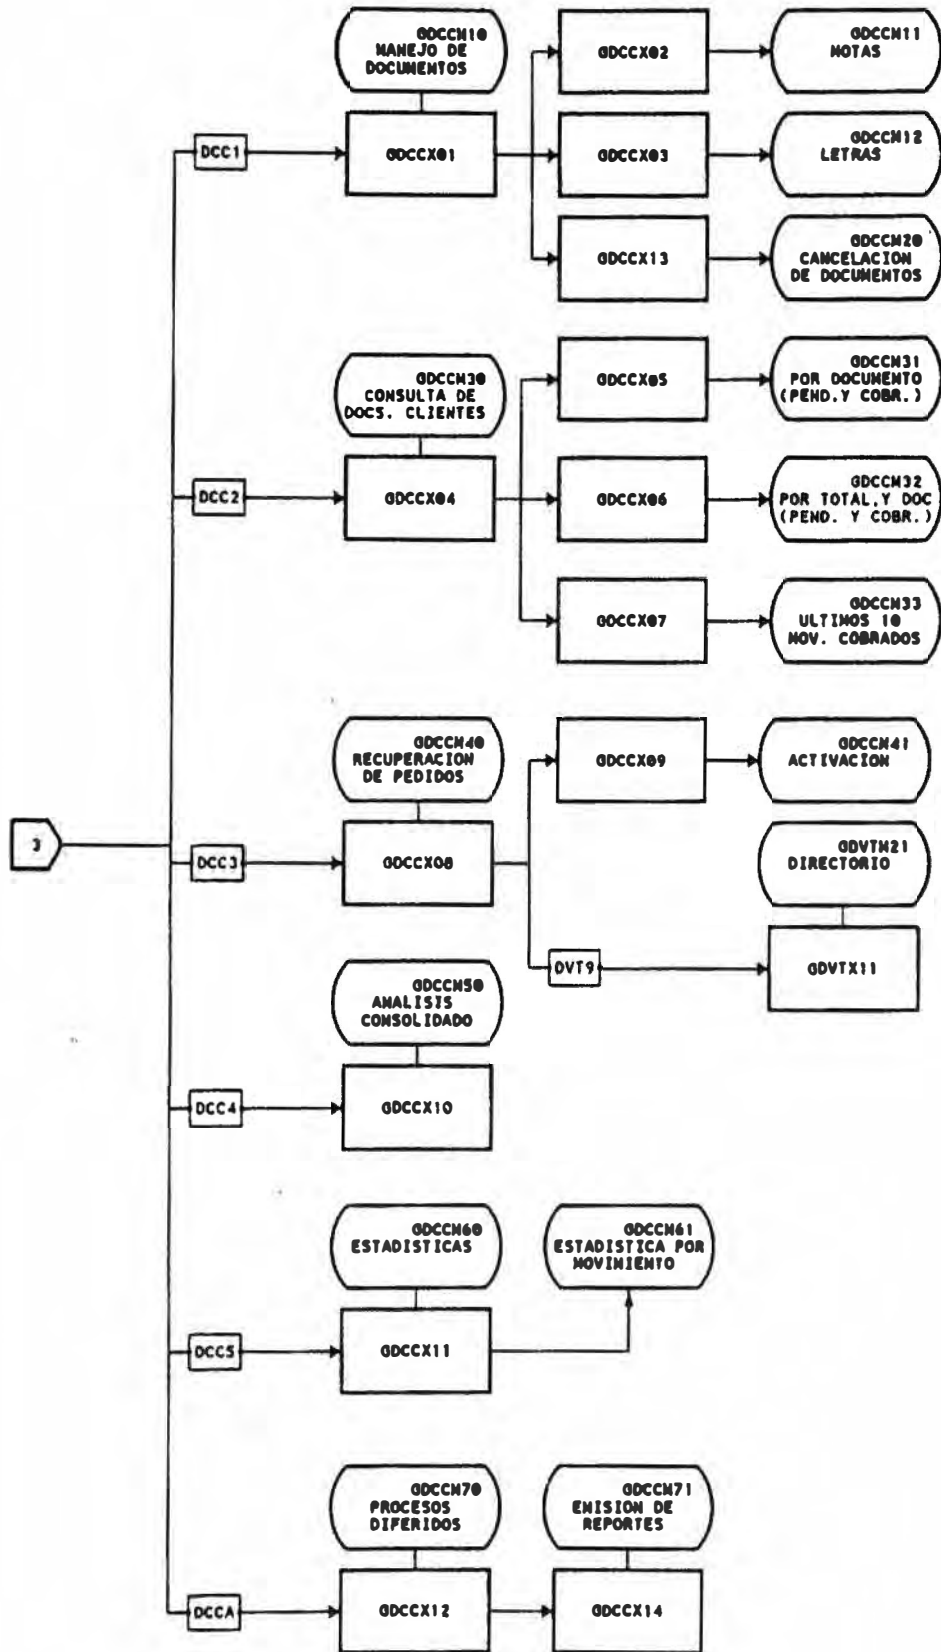 GDCCM10
MANEJO DE
DOCUMENTOS
GDCCX02
GDCCM11
NOTAS
DCC1
GDCCX01
GDCCX03
GDCCM12
LETRAS
GDCCX13
GDCCM20
CANCELACION
DE DOCUMENTOS
GDCCM30
CONSULTA DE
DOCS. CLIENTES
GDCCX05
GDCCM31
POR DOCUMENTO
(PEND.Y COBR.)
DCC2
GDCCX04
GDCCX06
GDCCM32
POR TOTAL.Y DOC
(PEND. Y COBR.)
GDCCX07
GDCCM33
ULTIMOS 10
MOV. COBRADOS
GDCCM40
RECUPERACION
DE PEDIDOS
GDCCX09
GDCCM41
ACTIVACION
3
DCC3
GDCCX08
GDVTM21
DIRECTORIO
DVT9
GDVTX11
GDCCM50
ANALISIS
CONSOLIDADO
DCC4
GDCCX10
GDCCM60
ESTADISTICAS
GDCCM61
ESTADISTICA POR
MOVIMIENTO
DCC5
GDCCX11
GDCCM70
PROCESOS
DIFERIDOS
GDCCM71
EMISION DE
REPORTES
DCCA
GDCCX12
GDCCX14